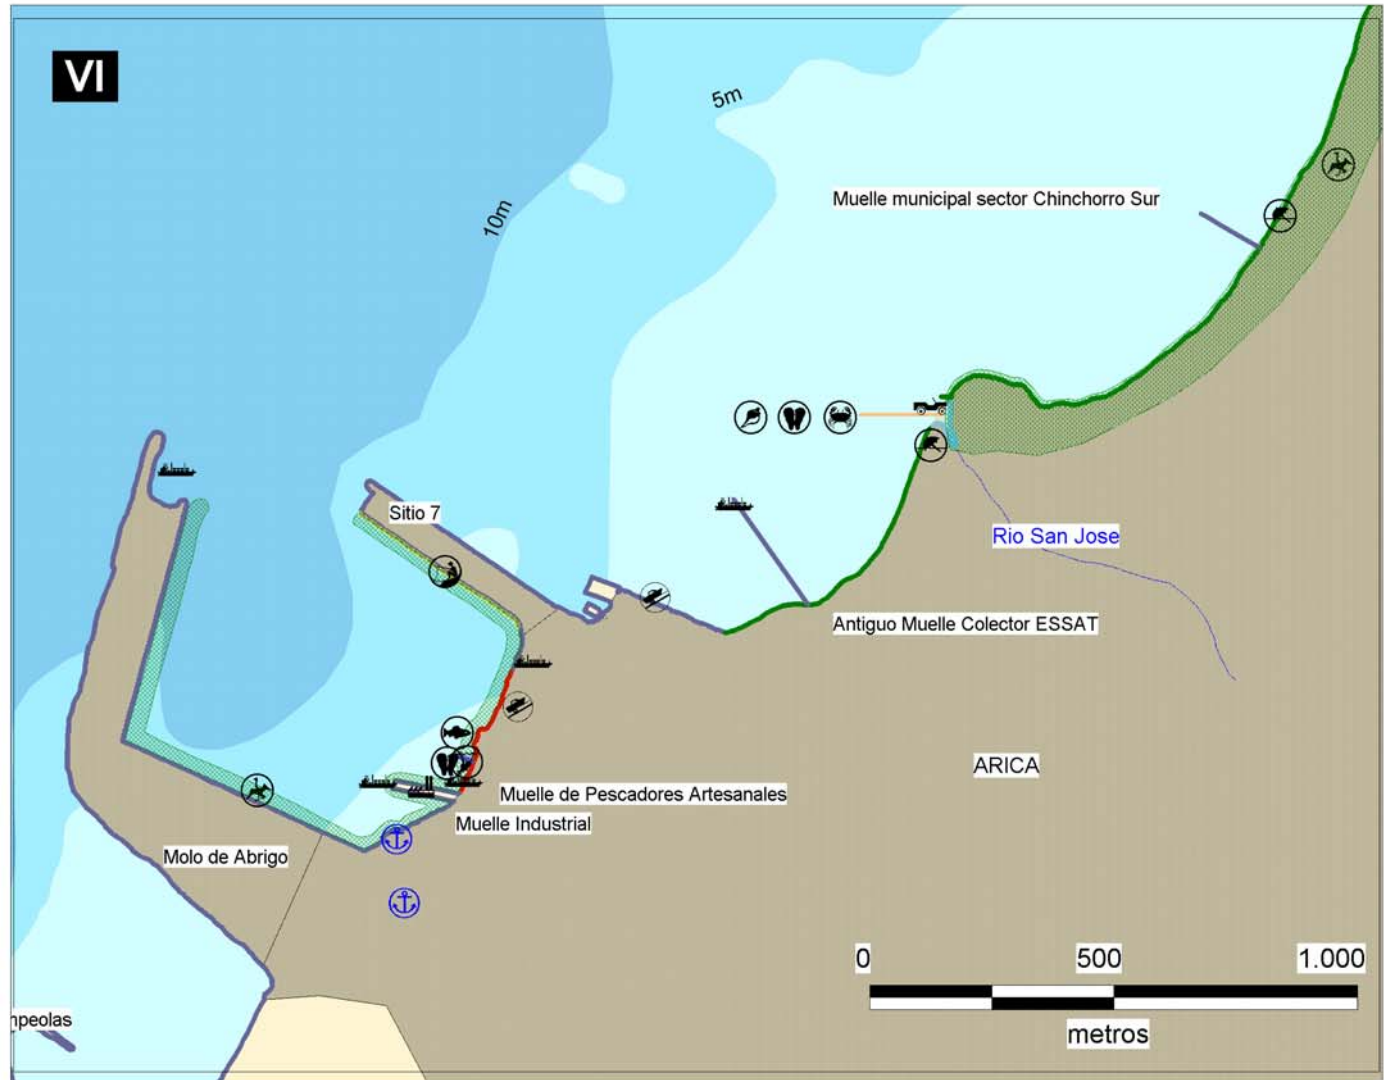 VI
5m
Muelle municipal sector Chinchorro Sur
10m
Sitio 7
Rio San Jose
Antiguo Muelle Colector ESSAT
ARICA
Muelle de Pescadores Artesanales
Muelle Industrial
Molo de Abrigo
0 500 1.000
metros
npeolas